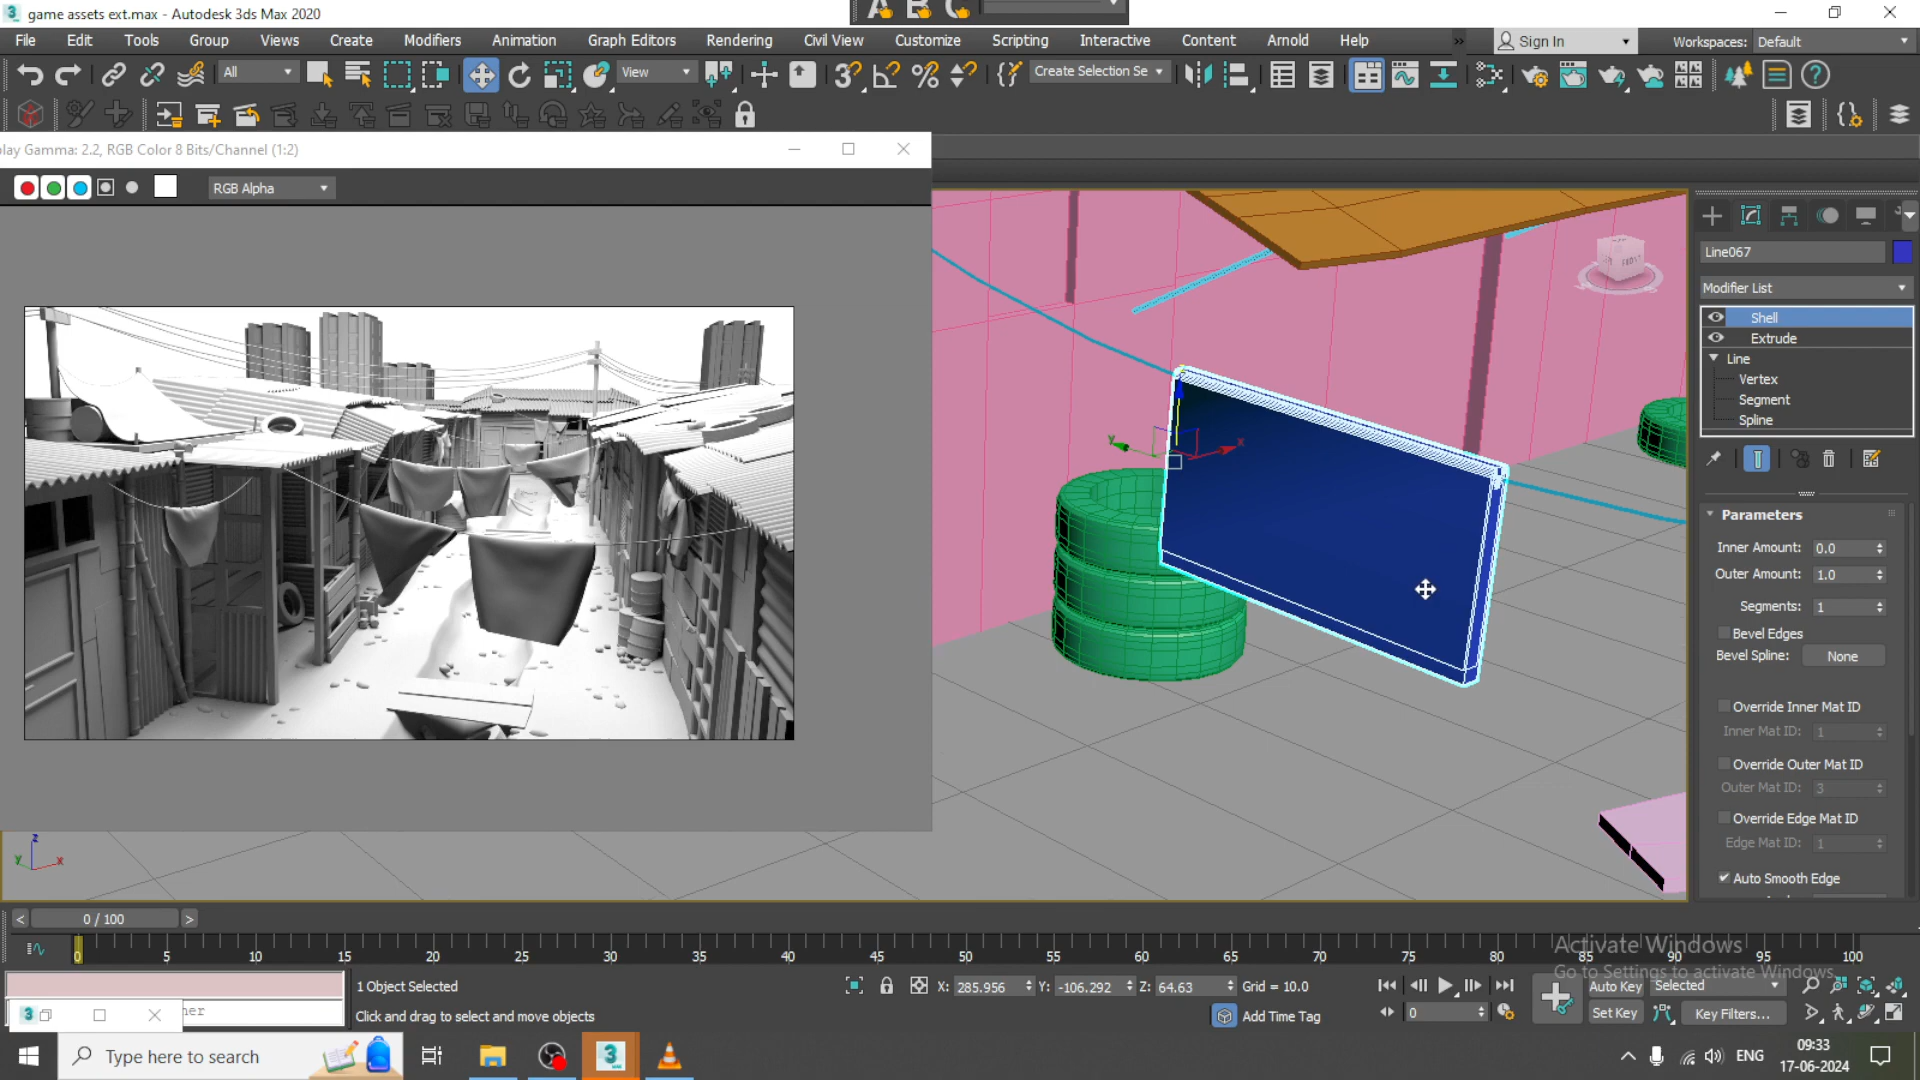 game assets ext.max - Autodesk 3ds Max 2020
File Edit Tools Group Views Create Modifiers Animation Graph Editors Rendering Civil View Customize Scripting Interactive Content Arnold Help Sign In Workspaces: Default
All View Create Selection Se
lay Gamma: 2.2, RGB Color 8 Bits/Channel (1:2)
RGB Alpha
Line067
Modifier List
Shell
Extrude
Line
Vertex
Segment
Spline
Parameters
Inner Amount: 0.0
Outer Amount: 1.0
Segments: 1
Bevel Edges
Bevel Spline: None
Override Inner Mat ID
Inner Mat ID: 1
Override Outer Mat ID
Outer Mat ID: 3
Override Edge Mat ID
Edge Mat ID: 1
Auto Smooth Edge
z
y x
y x
< 0 / 100 >
0 5 10 15 20 25 30 35 40 45 50 55 60 65 70 75 80 85 90 95 100
Activate Windows
Go to Settings to activate Windows.
1 Object Selected
X: 285.956 Y: -106.292 Z: 64.63 Grid = 10.0
Auto Key Selected
Click and drag to select and move objects
Add Time Tag
0
Set Key Key Filters...
ner
Type here to search
ENG
09:33
17-06-2024